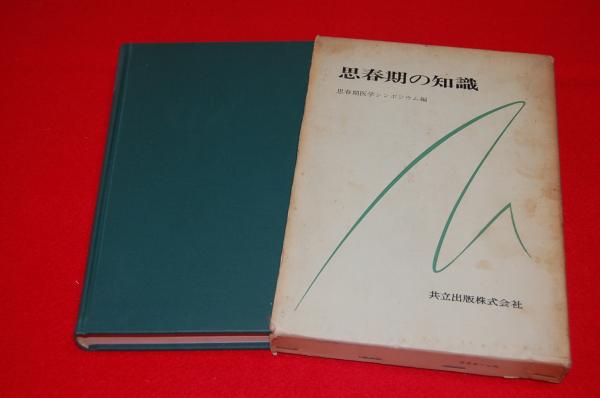 思春期の知識
思春期医学シンポジウム編
共立出版株式会社